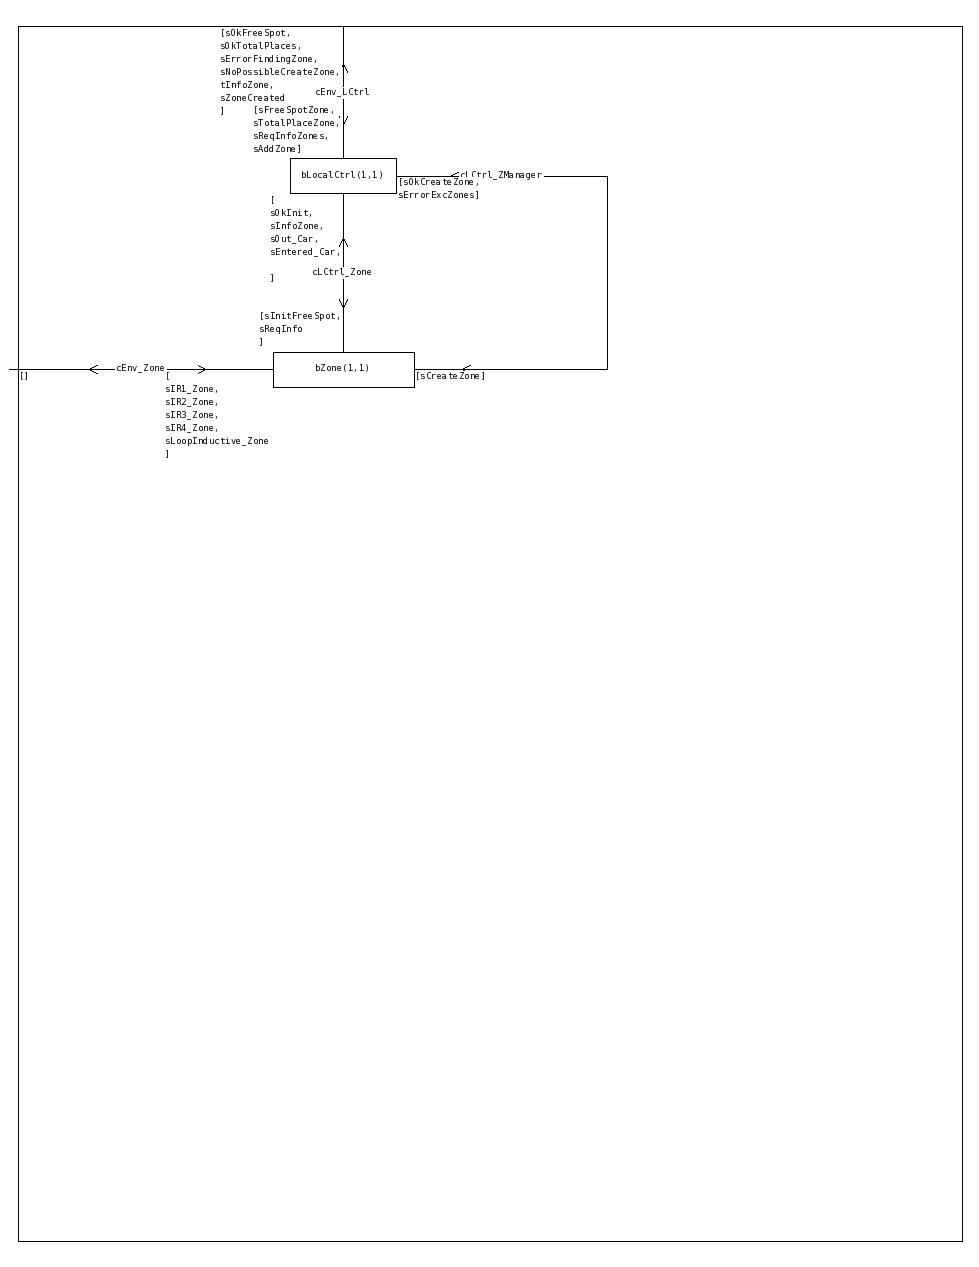 [sOkFreeSpot,
sOkTotalPlaces,
sErrorFindingZone,
sNoPossibleCreateZone,
tInfoZone,
sZoneCreated
]
cEnv_LCtrl
[sFreeSpotZone,
sTotalPlaceZone,
sReqInfoZones,
sAddZone]
bLocalCtrl(1,1)
cLCtrl_ZManager
[sOkCreateZone,
sErrorExcZones]
[
sOkInit,
sInfoZone,
sOut_Car,
sEntered_Car,
]
cLCtrl_Zone
[sInitFreeSpot,
sReqInfo
]
bZone(1,1)
cEnv_Zone
[]
[
sIR1_Zone,
sIR2_Zone,
sIR3_Zone,
sIR4_Zone,
sLoopInductive_Zone
]
[sCreateZone]